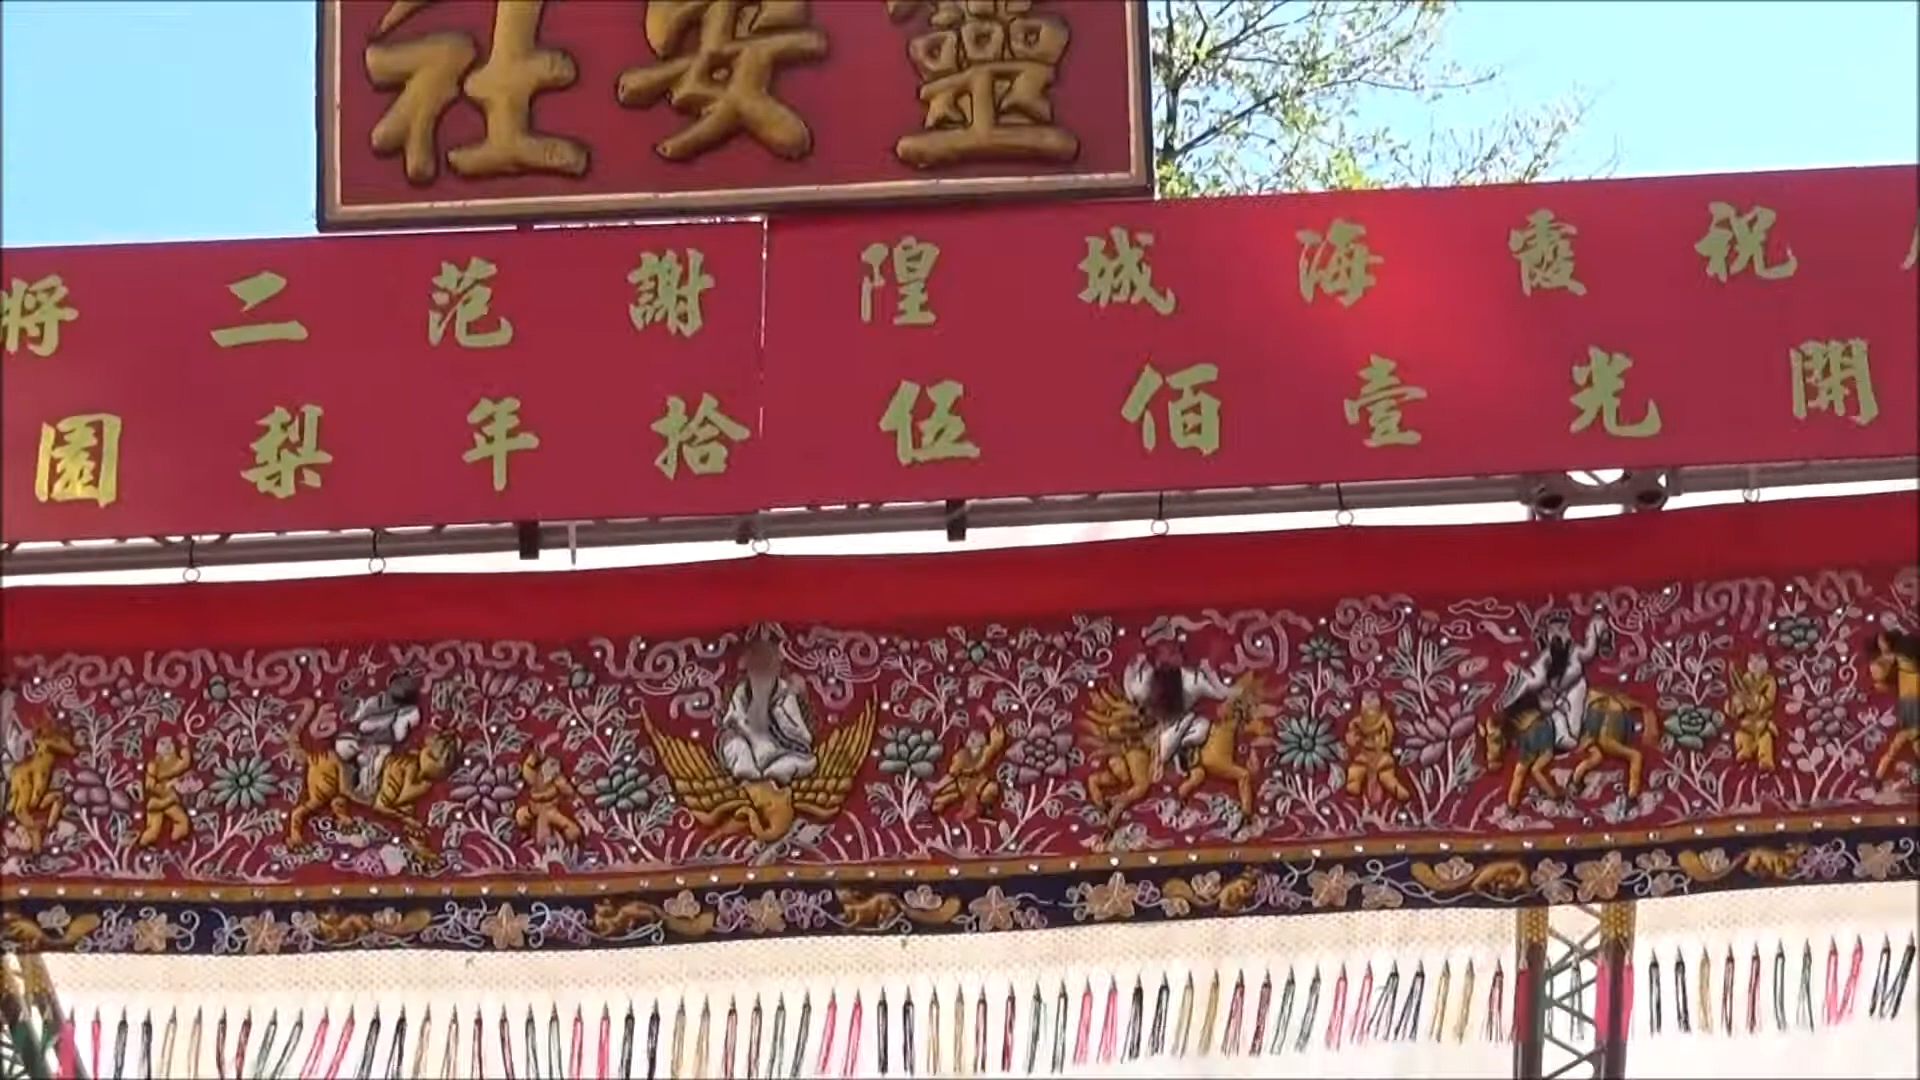 靈安社
祝霞海城隍謝范二將
開光壹佰伍拾年梨園